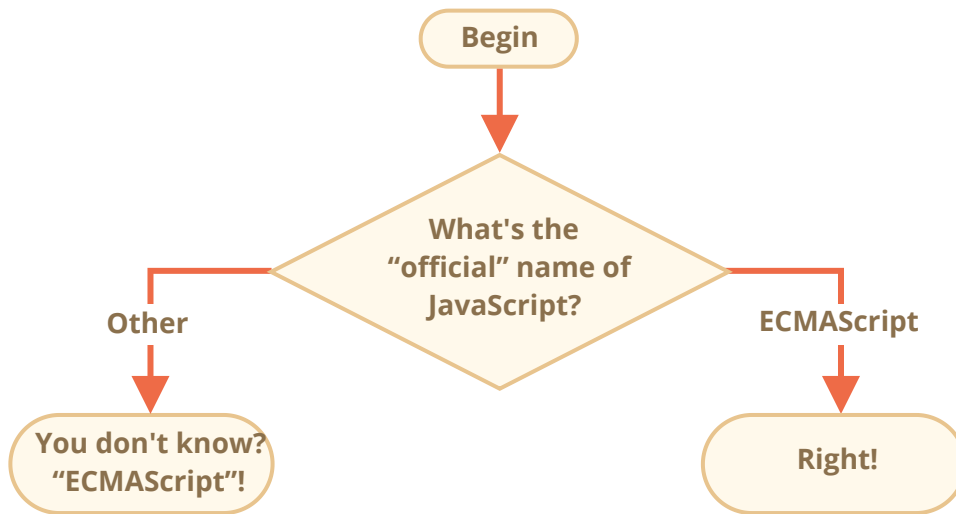 Begin
What's the
“official” name of
JavaScript?
Other
ECMAScript
You don't know?
“ECMAScript”!
Right!